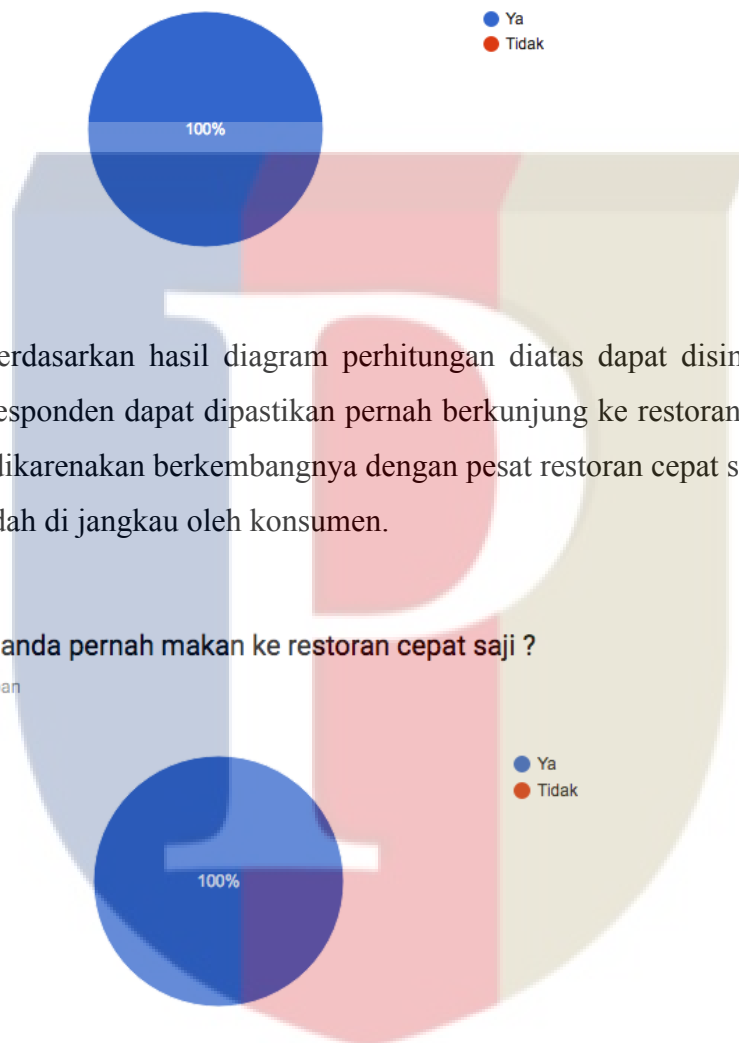 Ya
Tidak
100%
erdasarkan hasil diagram perhitungan diatas dapat disin
esponden dapat dipastikan pernah berkunjung ke restoran
dikarenakan berkembangnya dengan pesat restoran cepat s
dah di jangkau oleh konsumen.
anda pernah makan ke restoran cepat saji ?
an
Ya
Tidak
100%
P